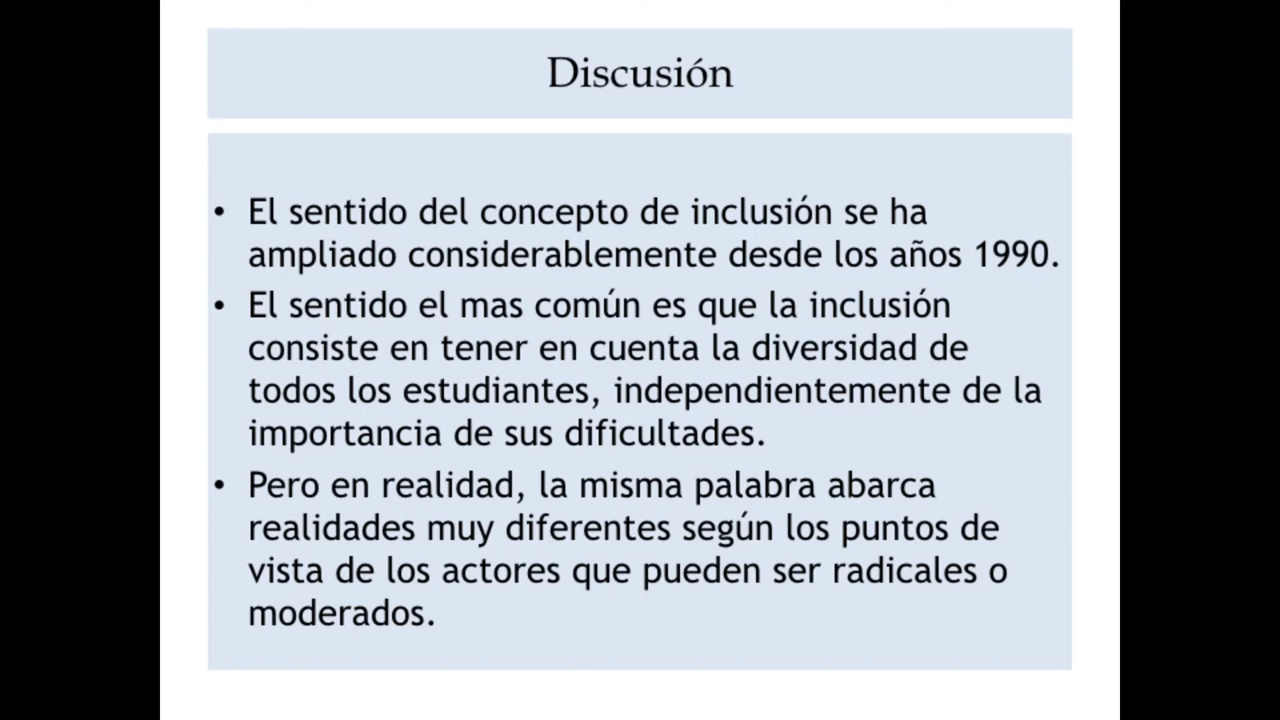 Discusión
• El sentido del concepto de inclusión se ha
ampliado considerablemente desde los años 1990.
• El sentido el mas común es que la inclusión
consiste en tener en cuenta la diversidad de
todos los estudiantes, independientemente de la
importancia de sus dificultades.
• Pero en realidad, la misma palabra abarca
realidades muy diferentes según los puntos de
vista de los actores que pueden ser radicales o
moderados.